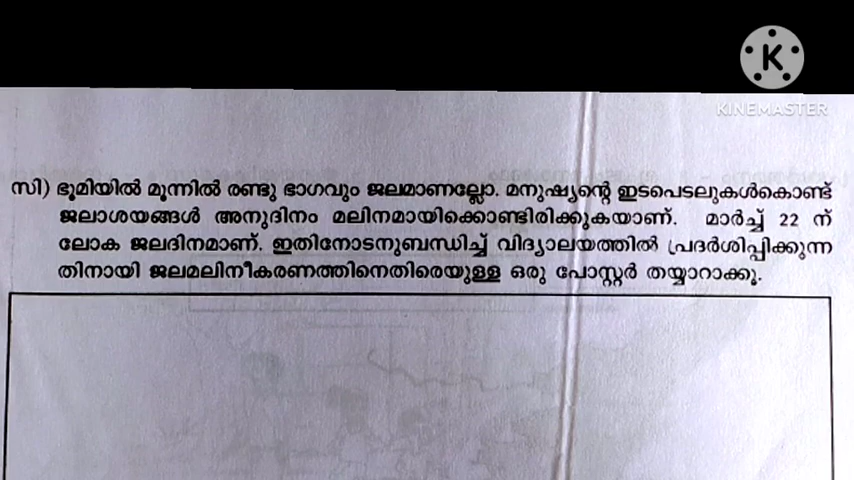 K
KINEMASTER
സി) ഭൂമിയിൽ മൂന്നിൽ രണ്ടു ഭാഗവും ജലമാണല്ലോ. മനുഷ്യന്റെ ഇടപെടലുകൾകൊണ്ട്
ജലാശയങ്ങൾ അനുദിനം മലിനമായിക്കൊണ്ടിരിക്കുകയാണ്. മാർച്ച് 22 ന്
ലോക ജലദിനമാണ്. ഇതിനോടനുബന്ധിച്ച് വിദ്യാലയത്തിൽ പ്രദർശിപ്പിക്കുന്ന
തിനായി ജലമലിനീകരണത്തിനെതിരെയുള്ള ഒരു പോസ്റ്റർ തയ്യാറാക്കൂ.